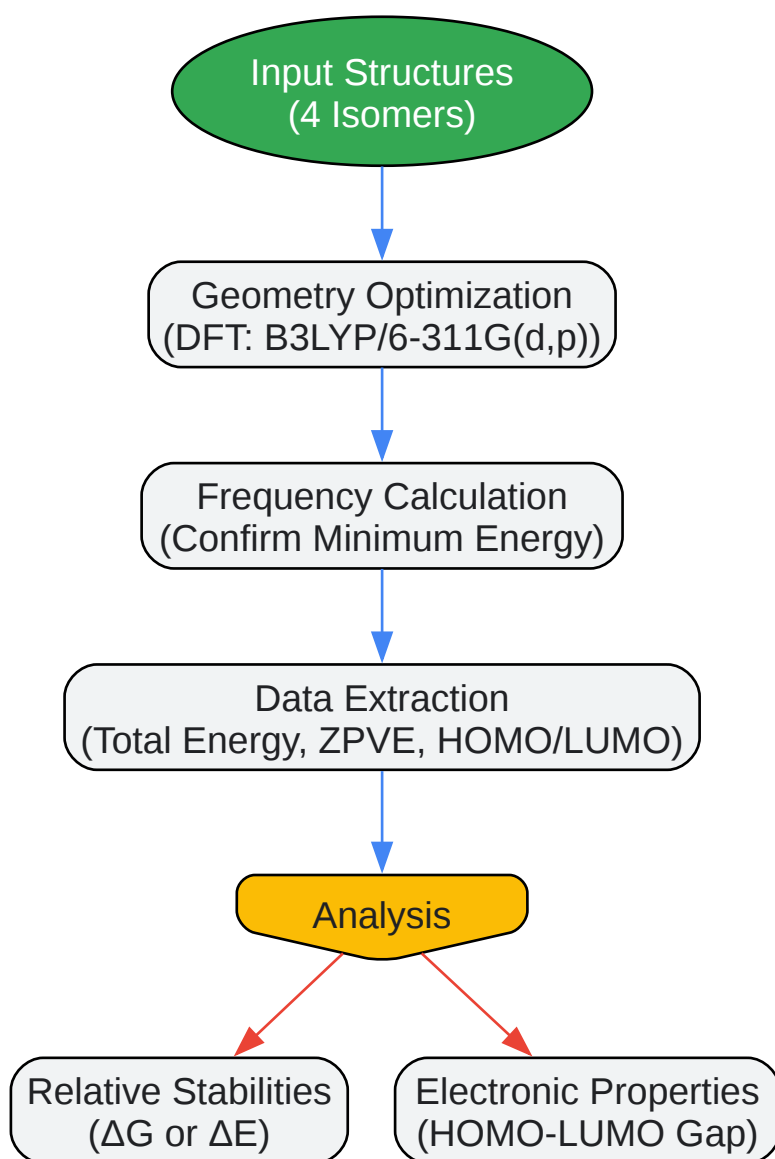 Input Structures
(4 Isomers)
Geometry Optimization
(DFT: B3LYP/6-311G(d,p))
Frequency Calculation
(Confirm Minimum Energy)
Data Extraction
(Total Energy, ZPVE, HOMO/LUMO)
Analysis
Relative Stabilities
(ΔG or ΔE)
Electronic Properties
(HOMO-LUMO Gap)